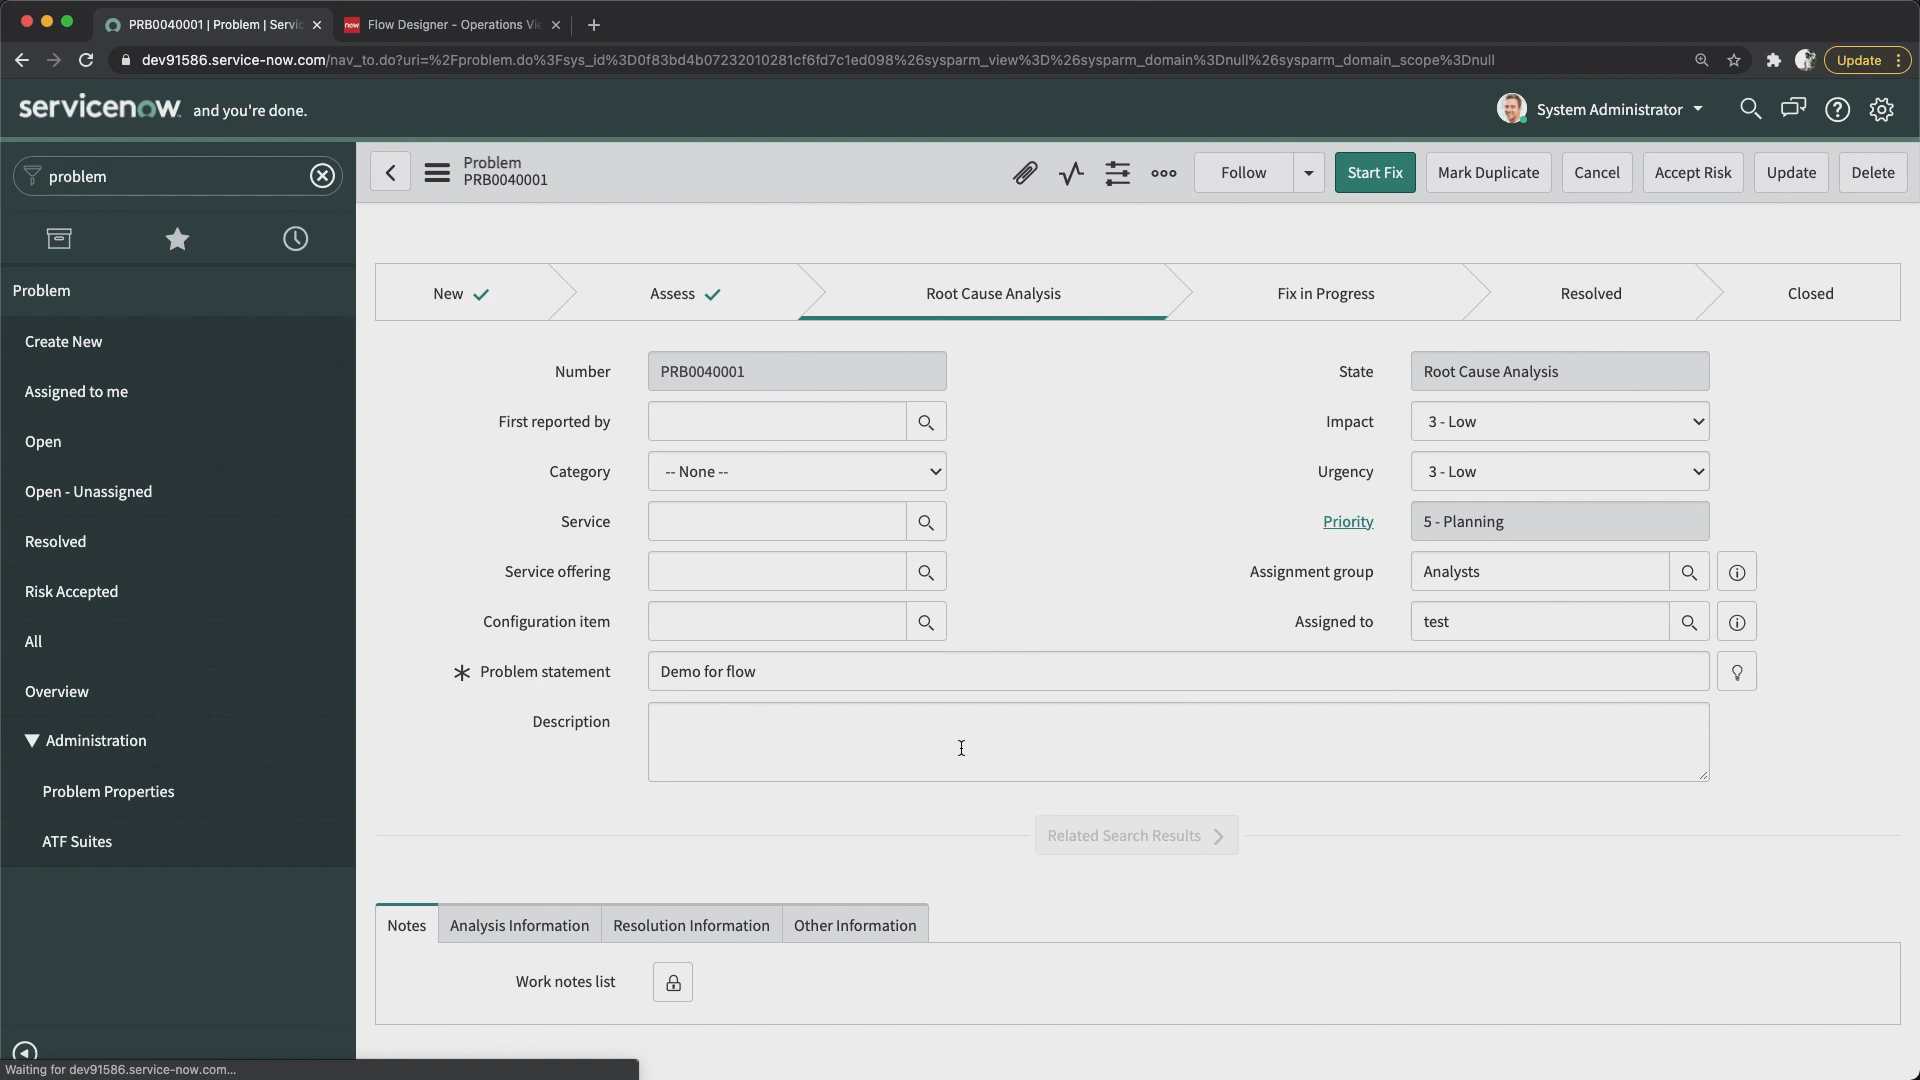 PRB0040001 | Problem | Servic
now
Flow Designer - Operations Vie
dev91586.service-now.com/nav_to.do?uri=%2Fproblem.do%3Fsys_id%3D0f83bd4b07232010281cf6fd7c1ed098%26sysparm_view%3D%26sysparm_domain%3Dnull%26sysparm_domain_scope%3Dnull
Update
servicenow and you're done.
System Administrator
problem
Problem
PRB0040001
Follow
Start Fix
Mark Duplicate
Cancel
Accept Risk
Update
Delete
Problem
Create New
Assigned to me
Open
Open - Unassigned
Resolved
Risk Accepted
All
Overview
Administration
Problem Properties
ATF Suites
New
Assess
Root Cause Analysis
Fix in Progress
Resolved
Closed
Number
PRB0040001
State
Root Cause Analysis
First reported by
Impact
3 - Low
Category
-- None --
Urgency
3 - Low
Service
Priority
5 - Planning
Service offering
Assignment group
Analysts
Configuration item
Assigned to
test
Problem statement
Demo for flow
Description
Related Search Results
Notes
Analysis Information
Resolution Information
Other Information
Work notes list
Waiting for dev91586.service-now.com...